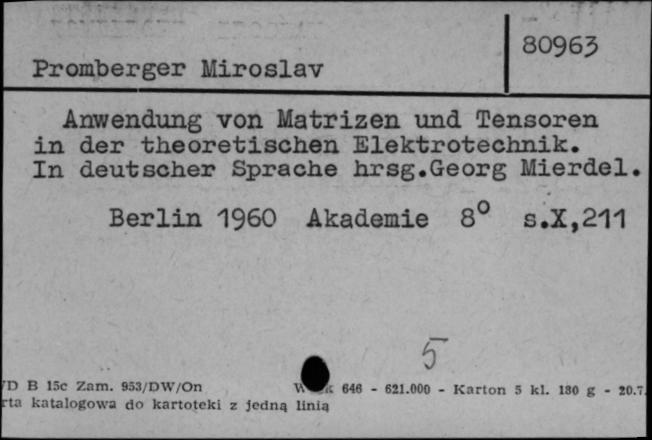 80963
Promberger Miroslav
Anwendung von Matrizen und Tensoren
in der theoretischen Elektrotechnik.
In deutscher Sprache hrsg.Georg Mierdel.
Berlin 1960 Akademie 8° s.X,211
5
D B 15c Zam. 953/DW/On 646 - 621.000 - Karton 5 kl. 180 g - 20.7.
rta katalogowa do kartoteki z jedną linią